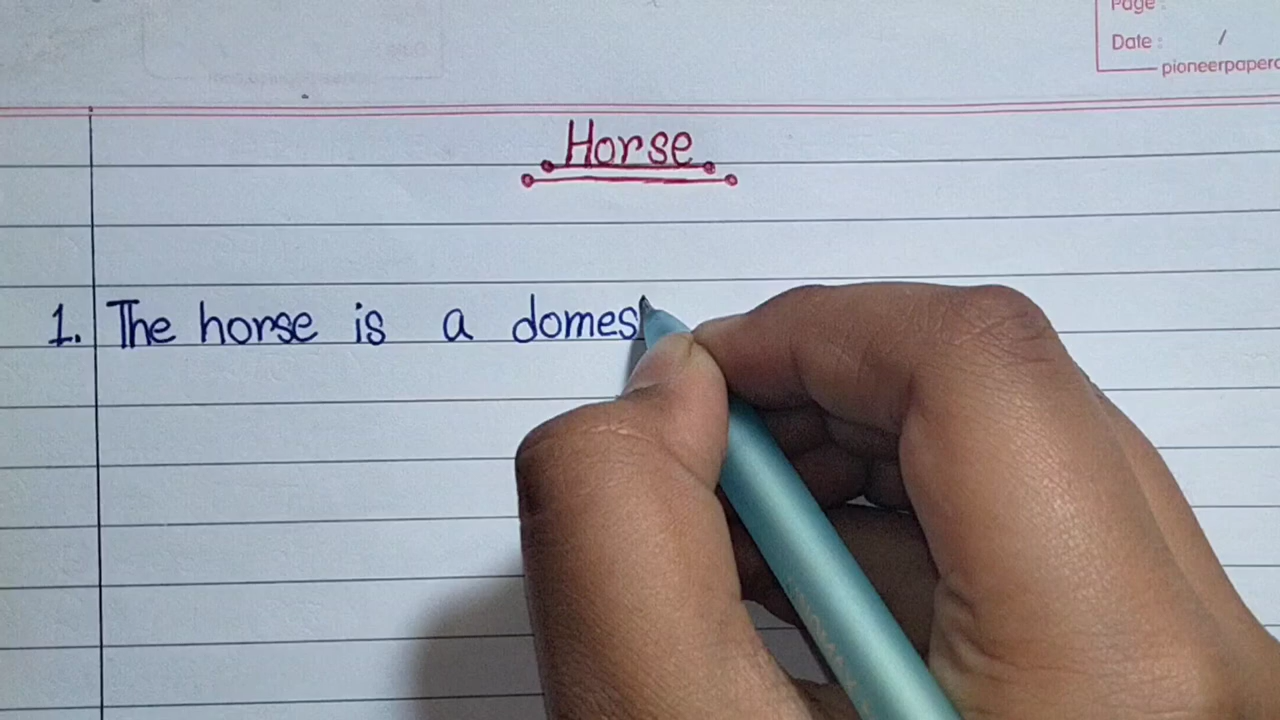 Page :
Date : /
pioneerpaperc
Horse
1. The horse is a domes